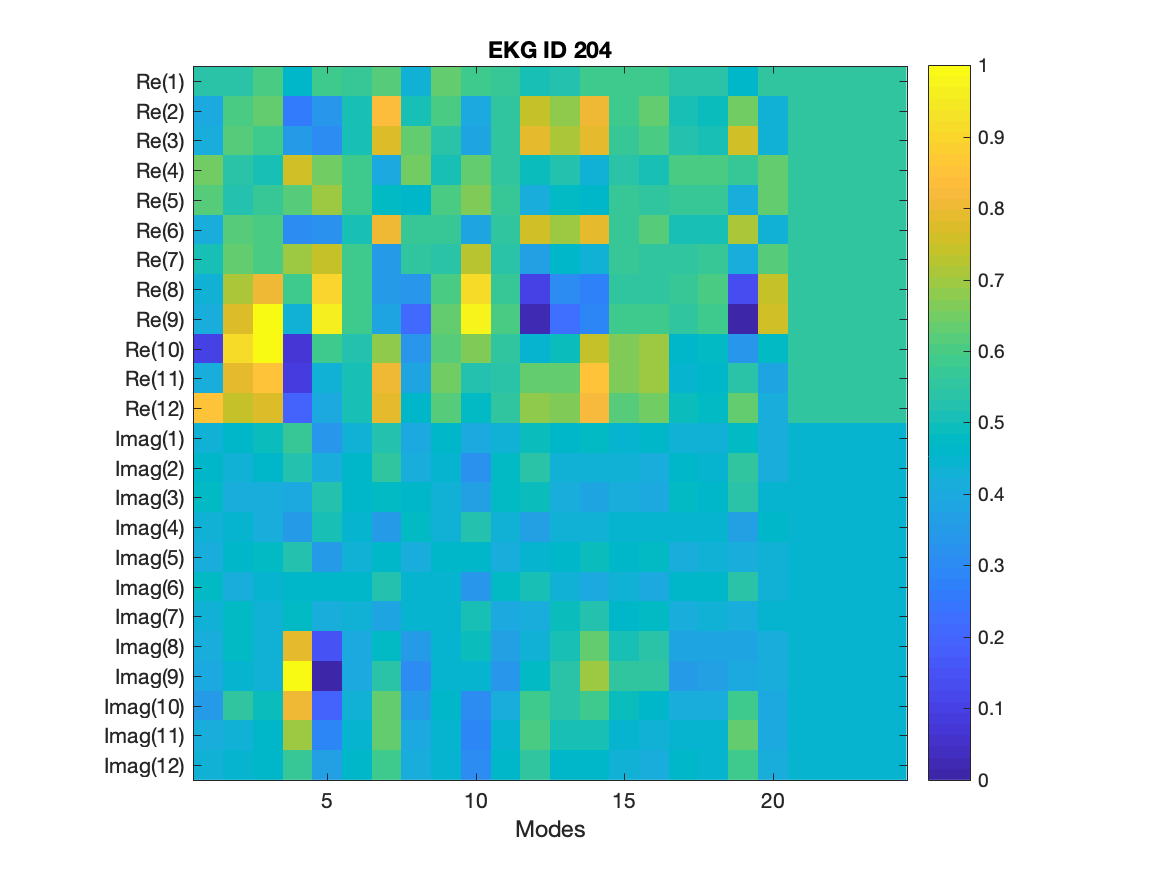 EKG ID 204
Re(1)
Re(2)
Re(3)
Re(4)
Re(5)
Re(6)
Re(7)
Re(8)
Re(9)
Re(10)
Re(11)
Re(12)
Imag(1)
Imag(2)
Imag(3)
Imag(4)
Imag(5)
Imag(6)
Imag(7)
Imag(8)
Imag(9)
Imag(10)
Imag(11)
Imag(12)
5 10 15 20
Modes
1
0.9
0.8
0.7
0.6
0.5
0.4
0.3
0.2
0.1
0